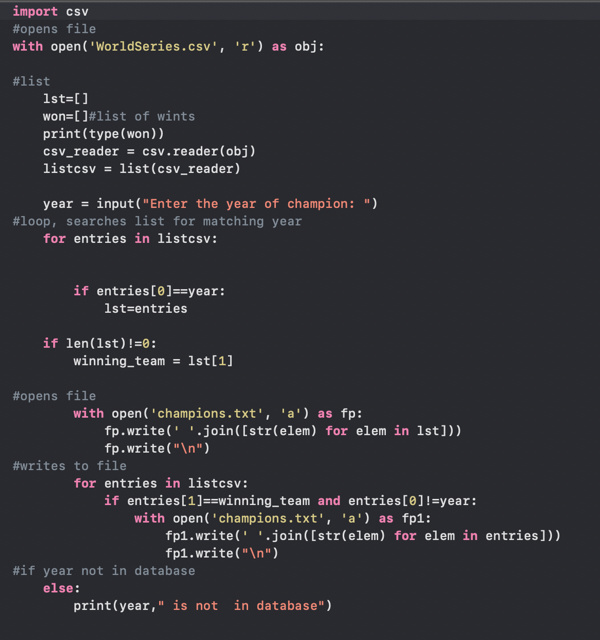 import csv
#opens file
with open('WorldSeries.csv', 'r') as obj:
#list
    lst=[]
    won=[]#list of wints
    print(type(won))
    csv_reader = csv.reader(obj)
    listcsv = list(csv_reader)
    year = input("Enter the year of champion: ")
#loop, searches list for matching year
    for entries in listcsv:
        if entries[0]==year:
            lst=entries
    if len(lst)!=0:
        winning_team = lst[1]
#opens file
        with open('champions.txt', 'a') as fp:
            fp.write(' '.join([str(elem) for elem in lst]))
            fp.write("\n")
#writes to file
        for entries in listcsv:
            if entries[1]==winning_team and entries[0]!=year:
                with open('champions.txt', 'a') as fp1:
                    fp1.write(' '.join([str(elem) for elem in entries]))
                    fp1.write("\n")
#if year not in database
    else:
        print(year," is not  in database")